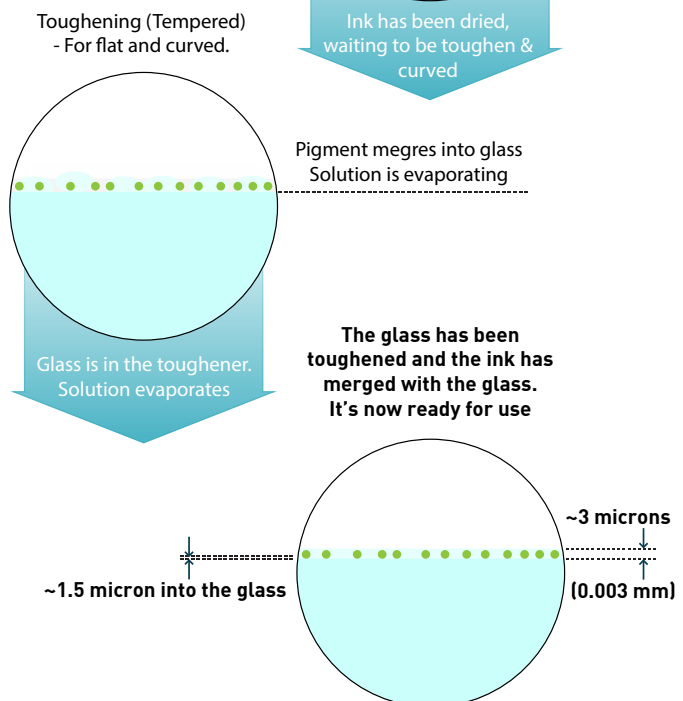 Toughening (Tempered)
- For flat and curved.
Ink has been dried,
waiting to be toughen &
curved
Pigment megres into glass
Solution is evaporating
Glass is in the toughener.
Solution evaporates
The glass has been
toughened and the ink has
merged with the glass.
It's now ready for use
~3 microns
~1.5 micron into the glass
(0.003 mm)